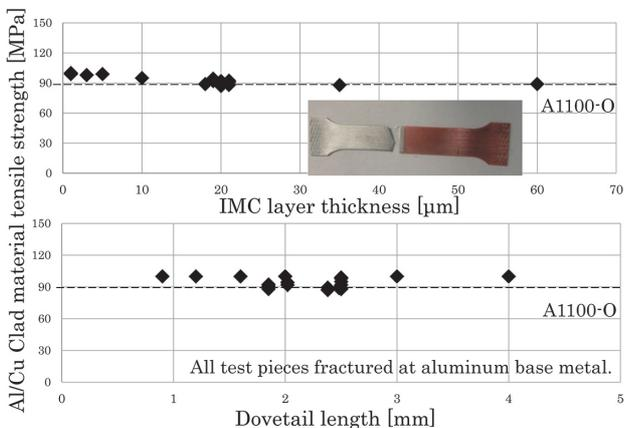 Al/Cu Clad material tensile strength [MPa]
150
120
90
60
30
0
A1100-O
0 10 20 30 40 50 60 70
IMC layer thickness [µm]
150
120
90
60
30
0
A1100-O
All test pieces fractured at aluminum base metal.
0 1 2 3 4 5
Dovetail length [mm]